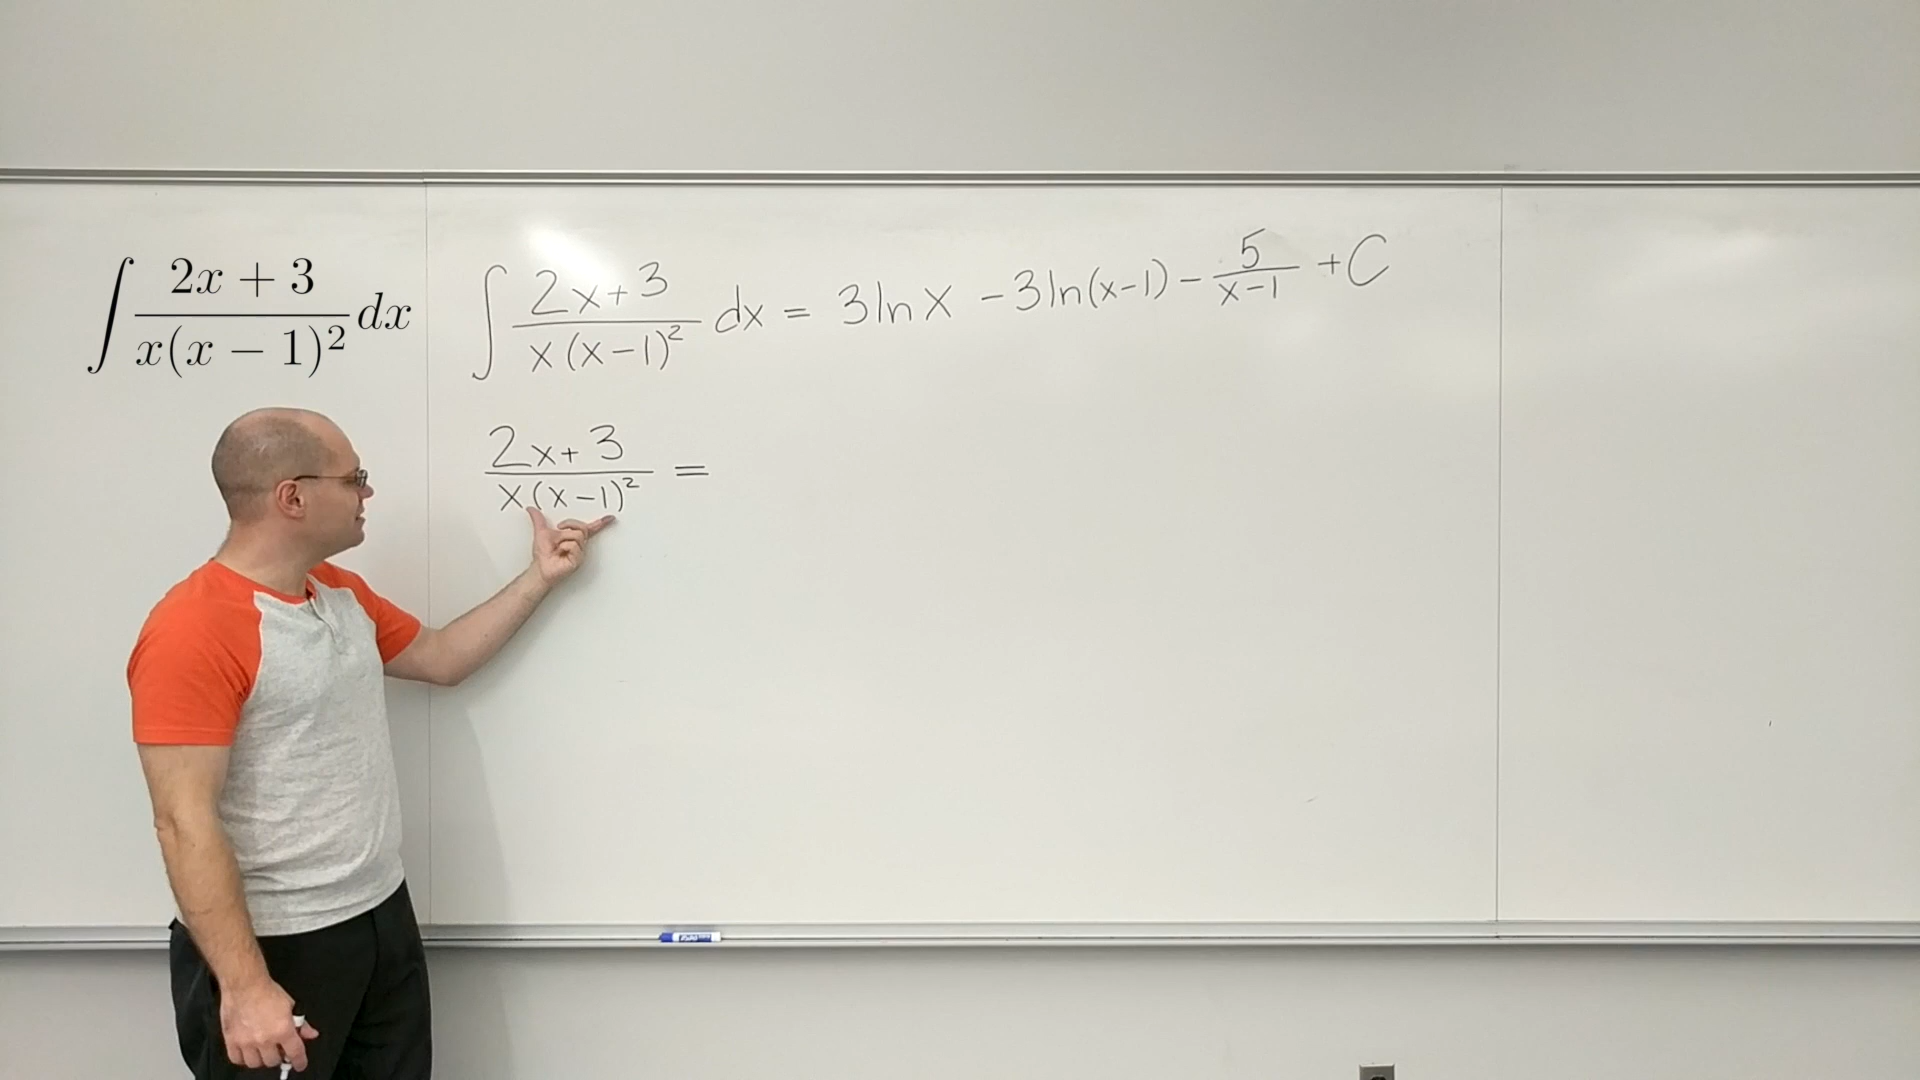 ∫ (2x + 3)/(x(x − 1)²) dx
∫ (2x+3)/(x(x−1)²) dx = 3lnx − 3ln(x−1) − 5/(x−1) + C
(2x+3)/(x(x−1)²) =